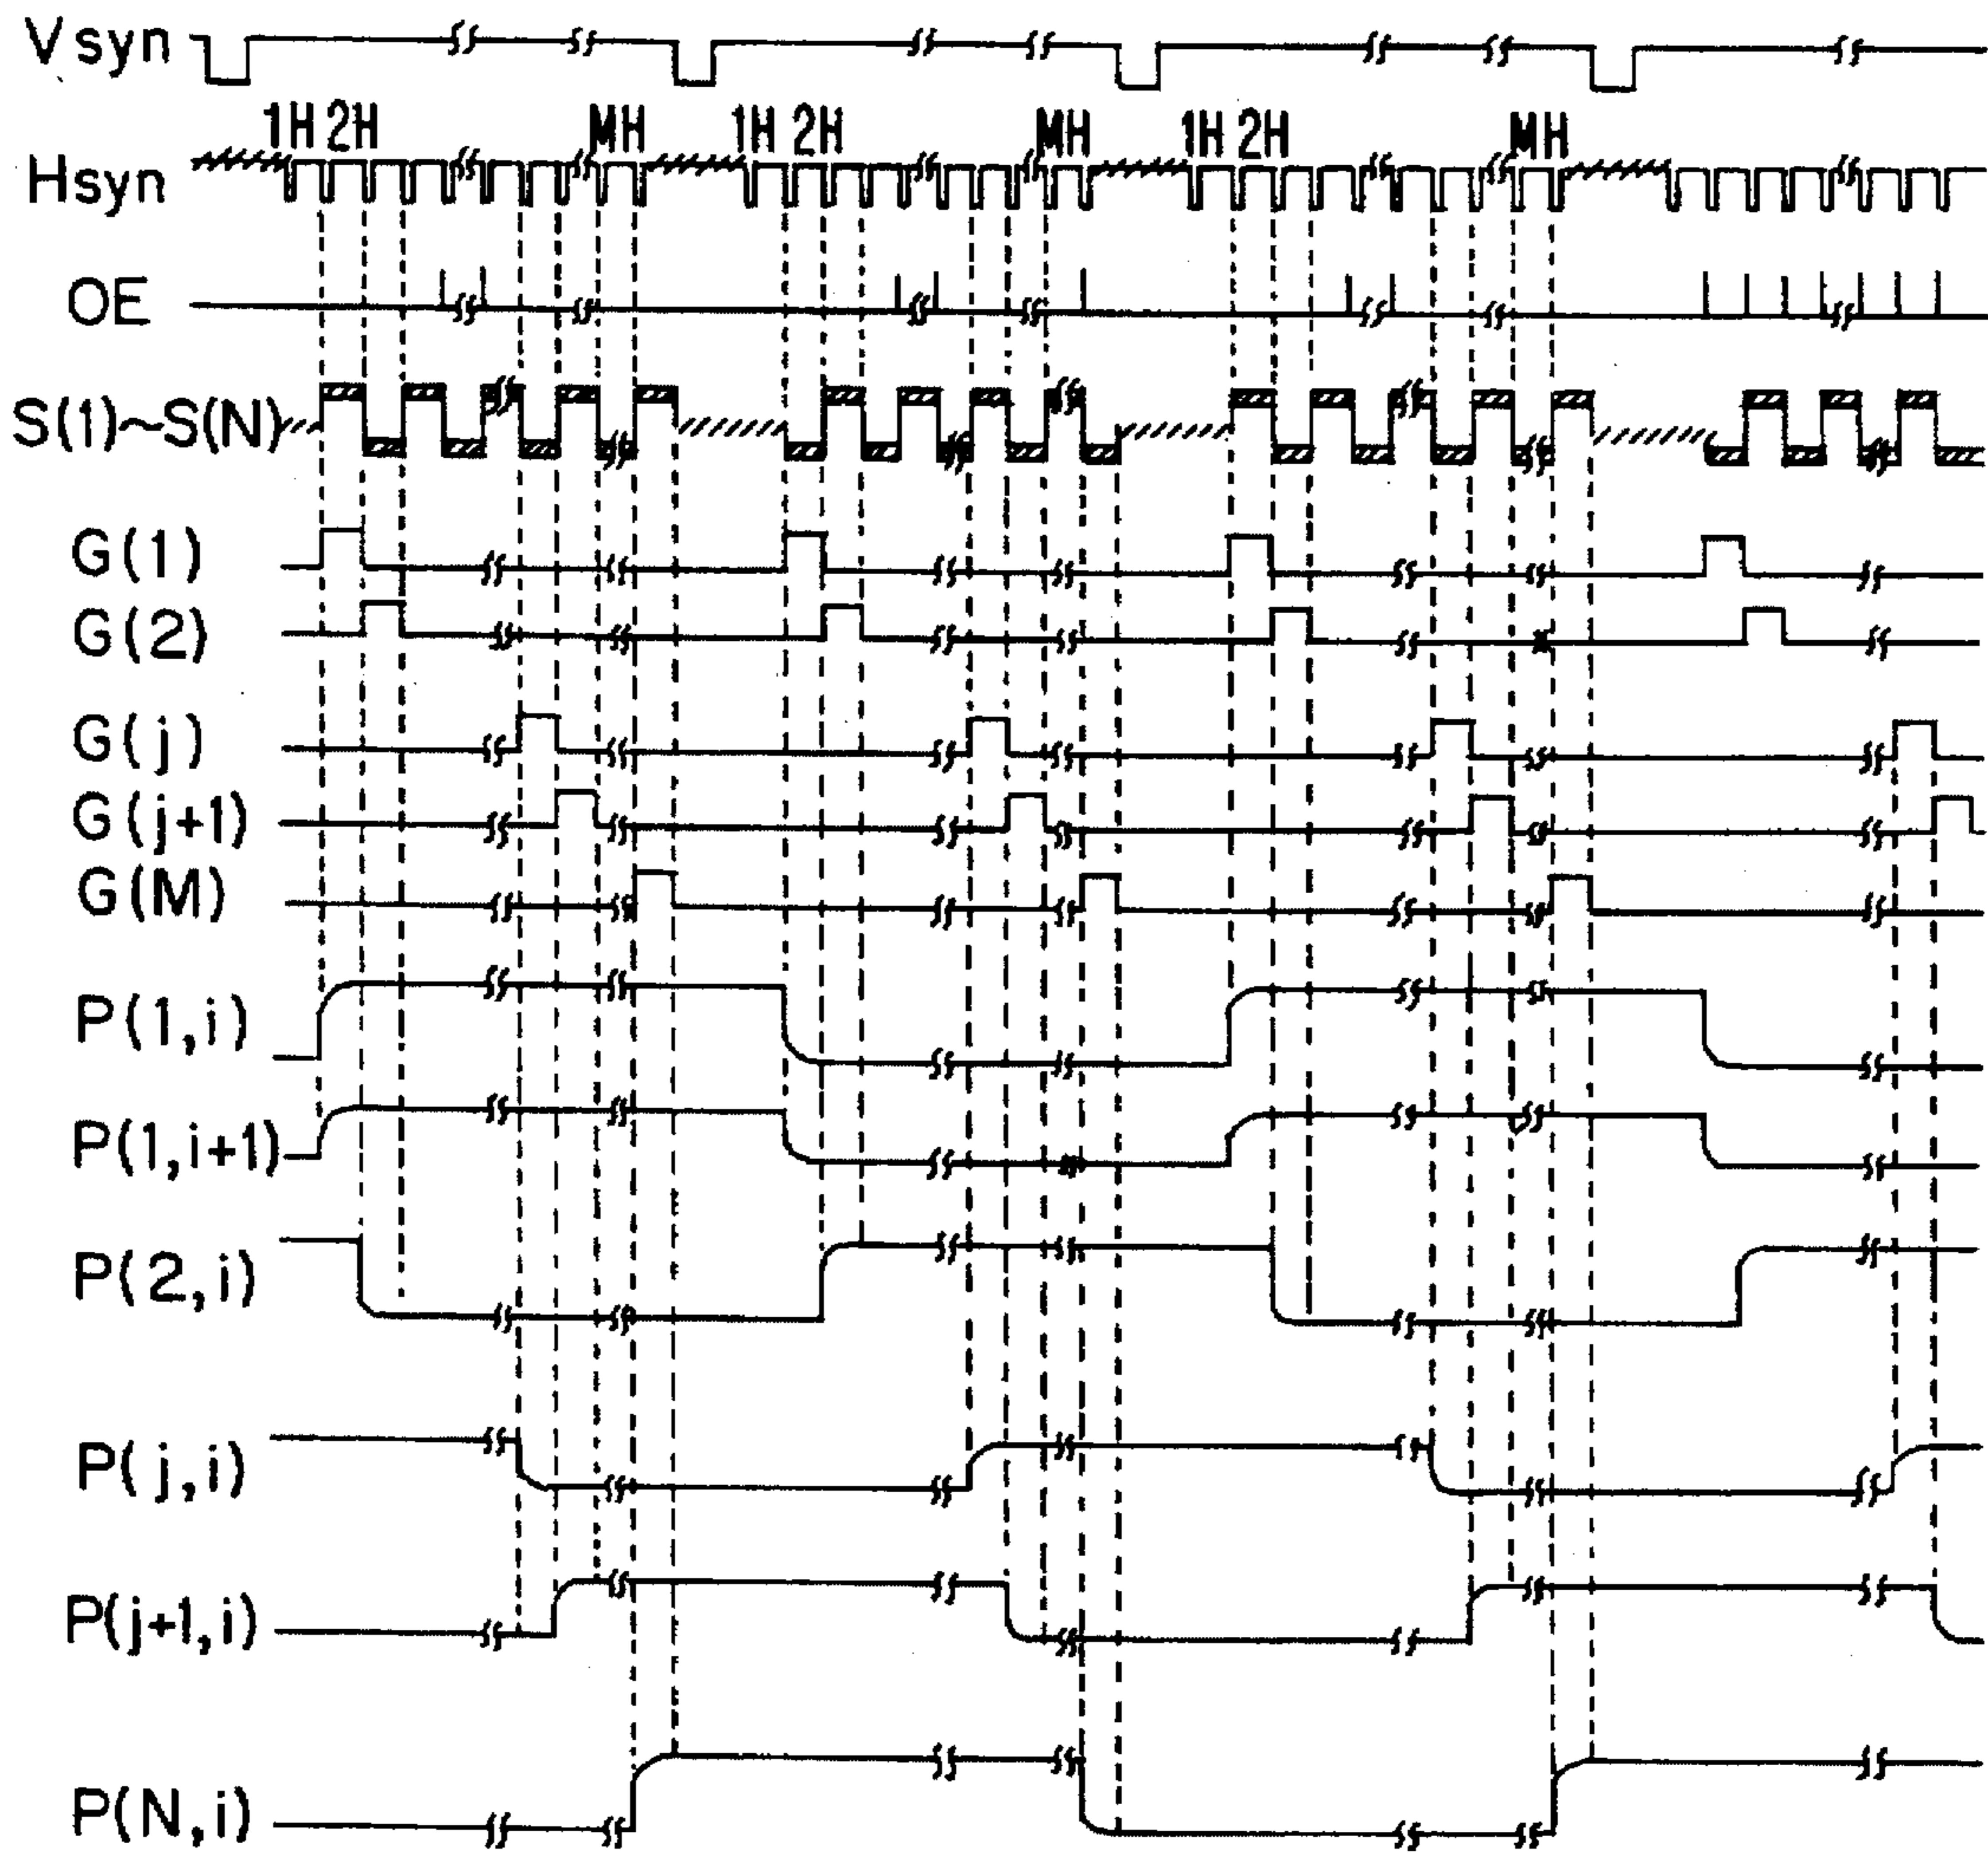 Vsyn
1H 2H MH 1H 2H MH 1H 2H MH
Hsyn
OE
S(1)~S(N)
G(1)
G(2)
G(j)
G(j+1)
G(M)
P(1,i)
P(1,i+1)
P(2,i)
P(j,i)
P(j+1,i)
P(N,i)